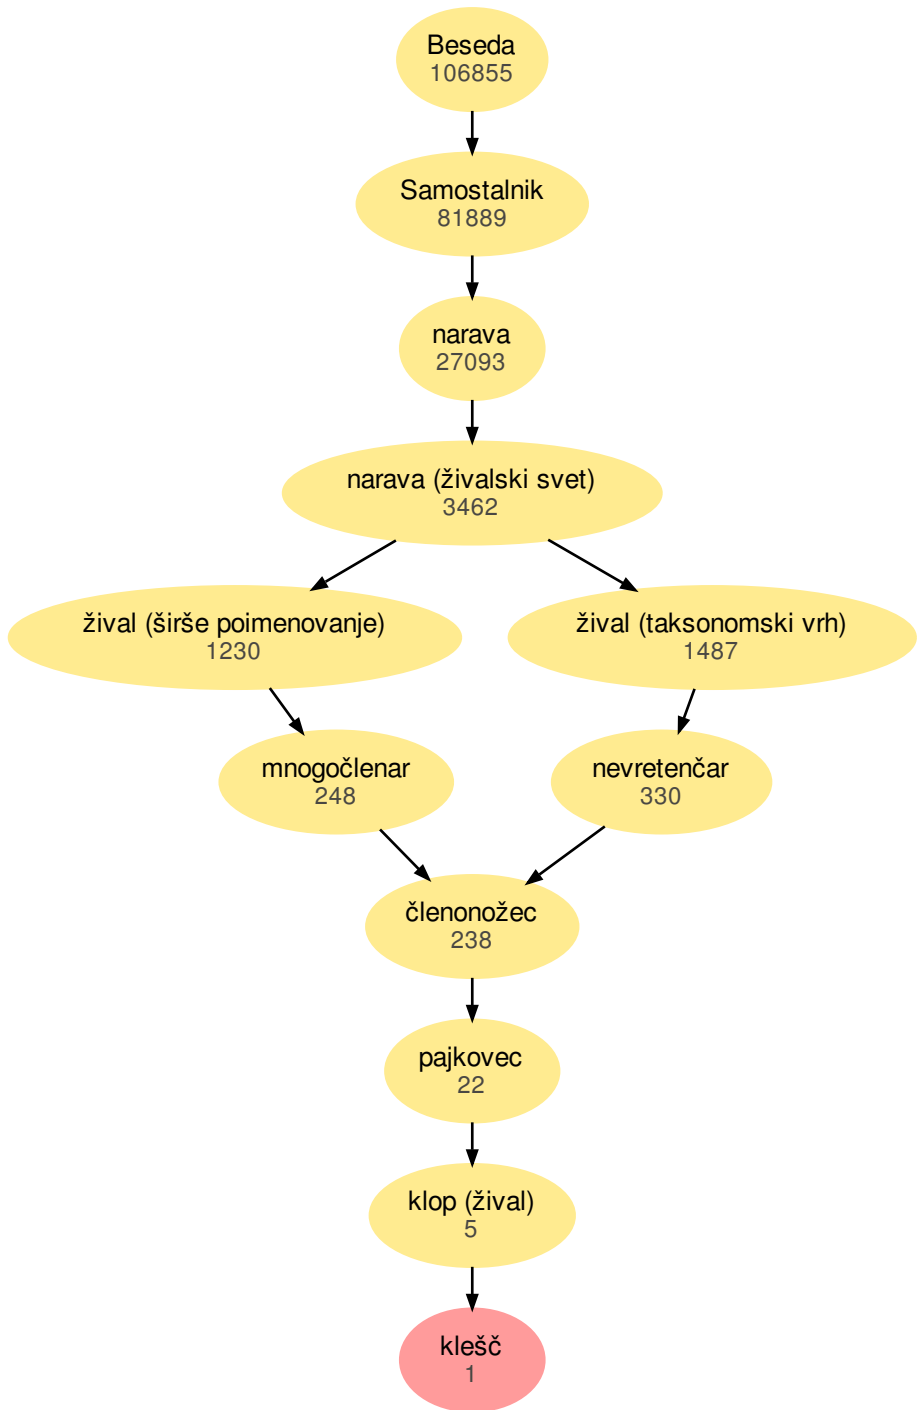 Beseda
106855
Samostalnik
81889
narava
27093
narava (živalski svet)
3462
žival (širše poimenovanje)
1230
žival (taksonomski vrh)
1487
mnogočlenar
248
nevretenčar
330
členonožec
238
pajkovec
22
klop (žival)
5
klešč
1